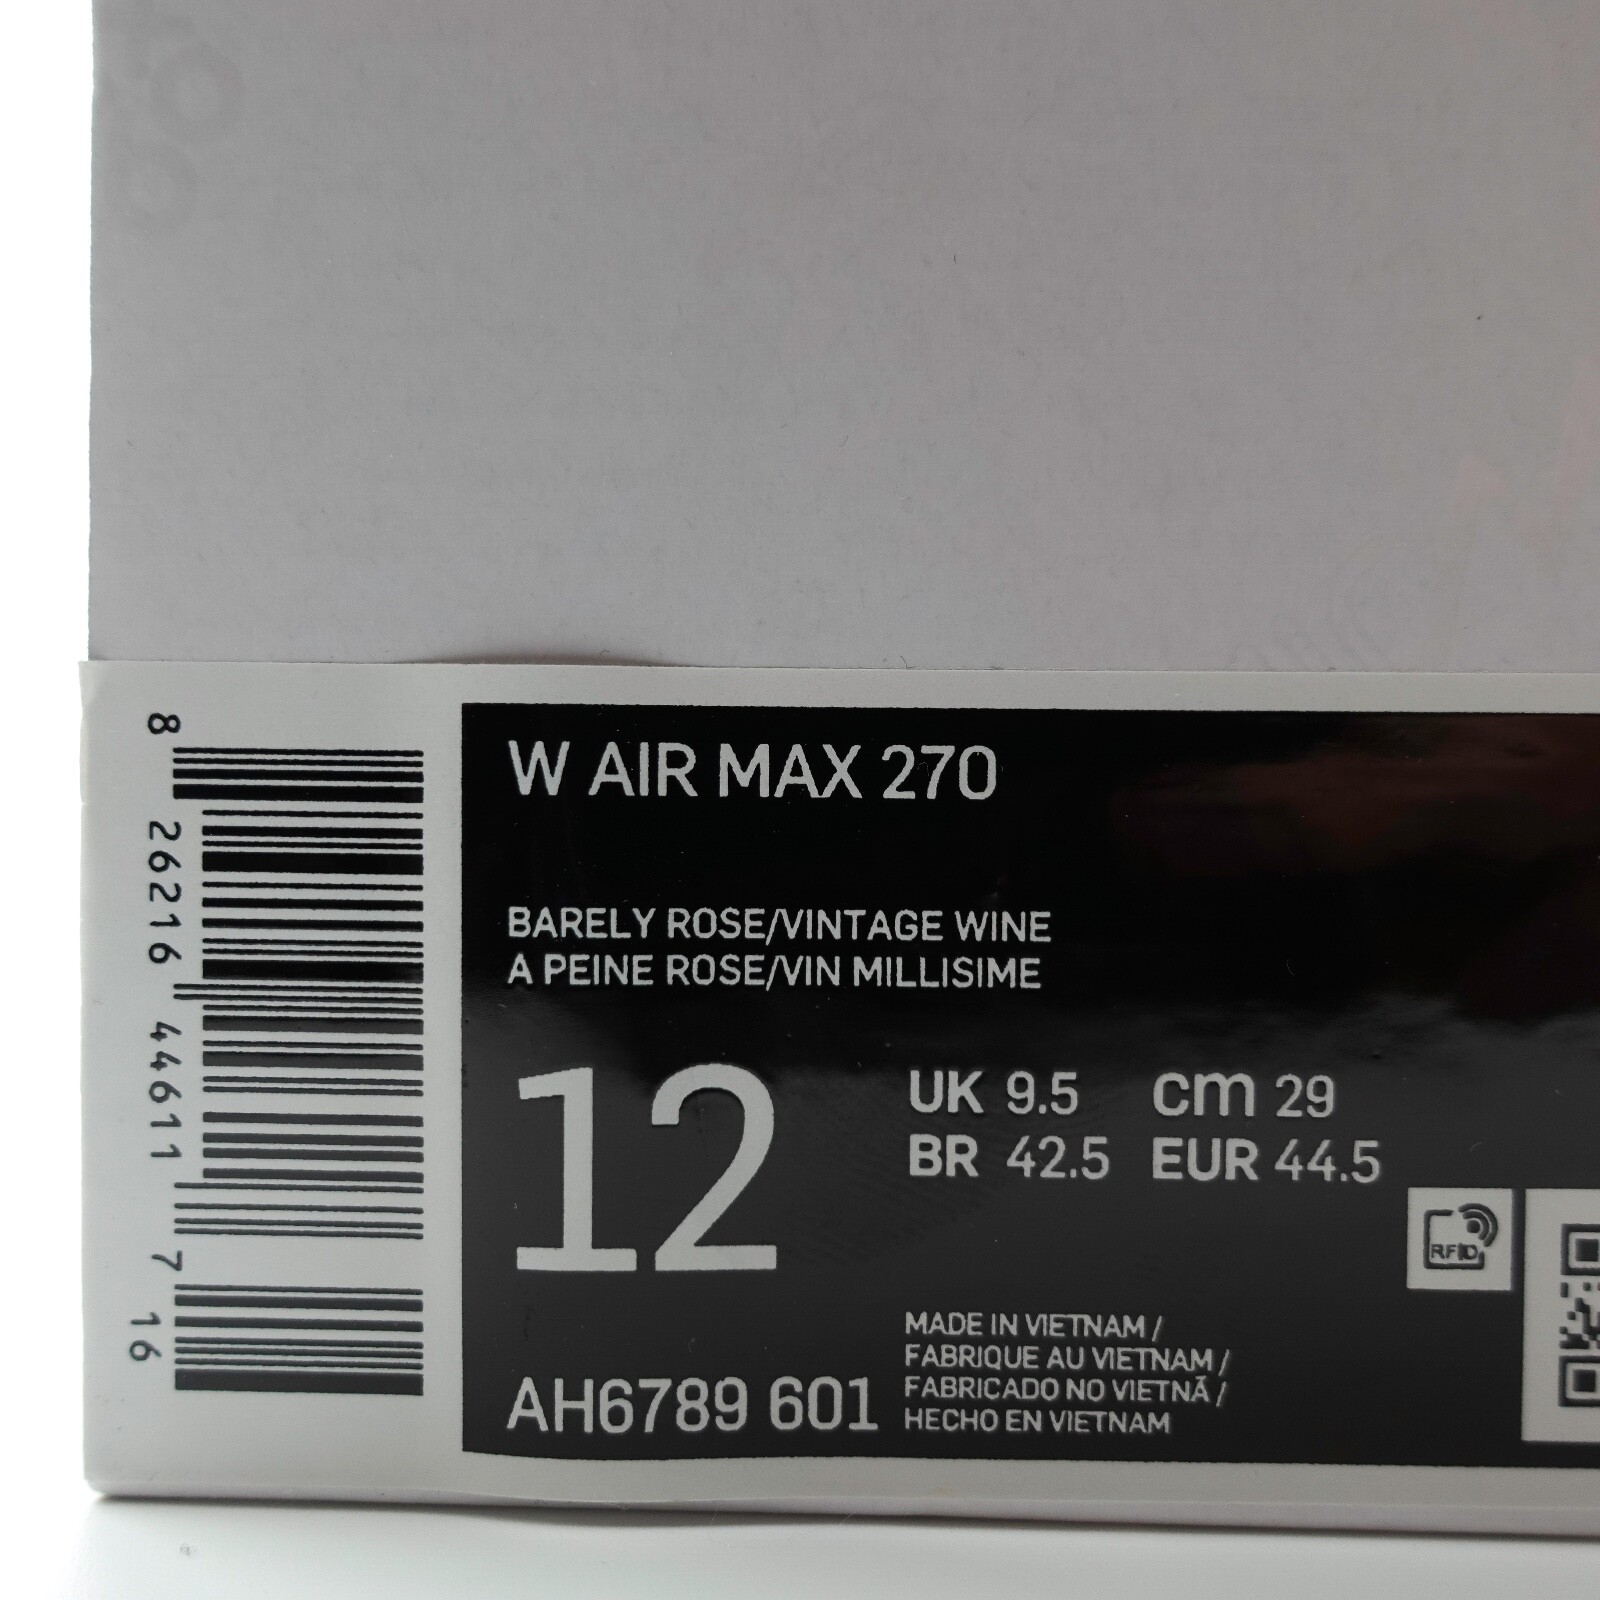 W AIR MAX 270
BARELY ROSE/VINTAGE WINE
A PEINE ROSE/VIN MILLISIME
12
UK 9.5 cm 29
BR 42.5 EUR 44.5
RFID
AH6789 601
MADE IN VIETNAM /
FABRIQUE AU VIETNAM /
FABRICADO NO VIETNÃ /
HECHO EN VIETNAM
8 26216 44611 7 16